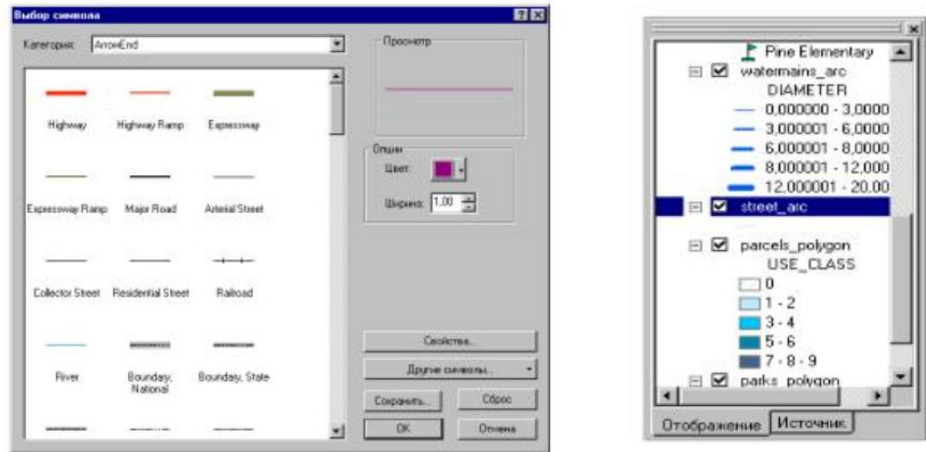 Выбор символа
Категория: ArrowEnd
Просмотр
Highway Highway Ramp Expressway
Опции
Цвет:
Ширина: 1,00
Expressway Ramp Major Road Arterial Street
Collector Street Residential Street Railroad
River Boundary, National Boundary, State
Свойства...
Другие символы...
Сохранить... Сброс
OK Отмена
Pine Elementary
watermains_arc
DIAMETER
0,000000 - 3,0000
3,000001 - 6,0000
6,000001 - 8,0000
8,000001 - 12,000
12,000001 - 20,00
street_arc
parcels_polygon
USE_CLASS
0
1 - 2
3 - 4
5 - 6
7 - 8 - 9
parks_polygon
Отображение Источник